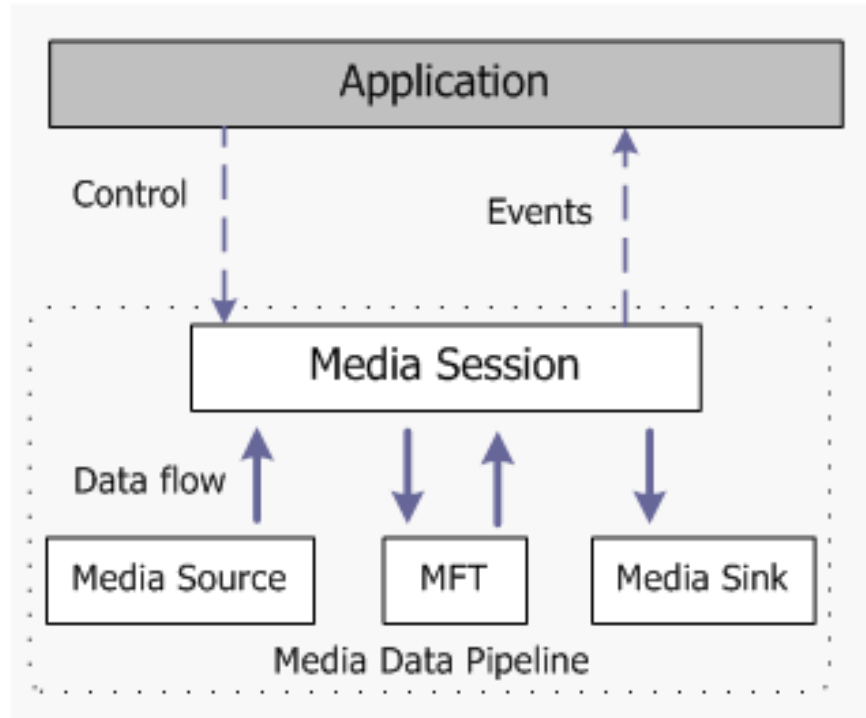 Application
Control
Events
Media Session
Data flow
Media Source
MFT
Media Sink
Media Data Pipeline